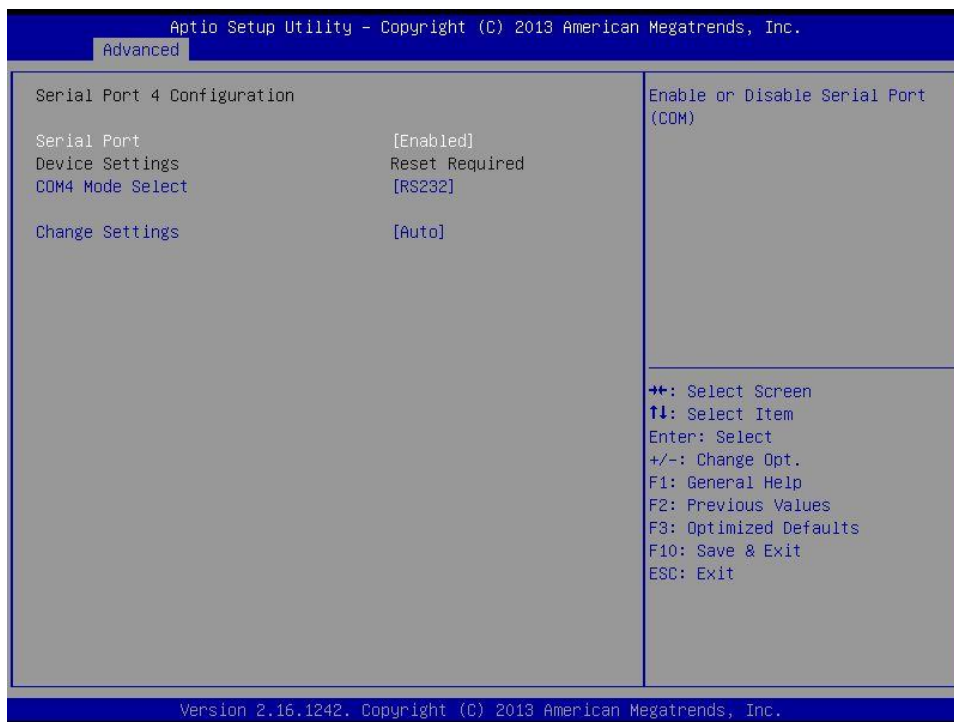 Aptio Setup Utility – Copyright (C) 2013 American Megatrends, Inc.
Advanced
Serial Port 4 Configuration
Serial Port [Enabled]
Device Settings Reset Required
COM4 Mode Select [RS232]
Change Settings [Auto]
Enable or Disable Serial Port
(COM)
→←: Select Screen
↑↓: Select Item
Enter: Select
+/-: Change Opt.
F1: General Help
F2: Previous Values
F3: Optimized Defaults
F10: Save & Exit
ESC: Exit
Version 2.16.1242. Copyright (C) 2013 American Megatrends, Inc.